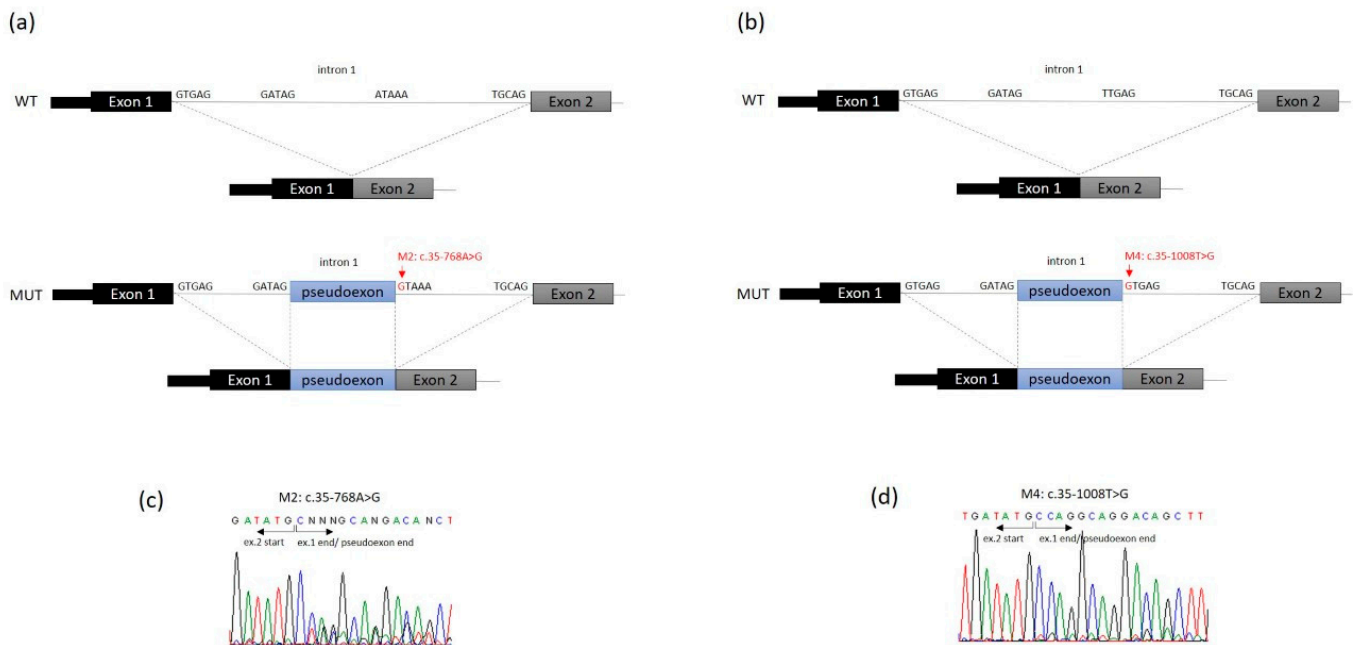 (a)
intron 1
WT Exon 1 GTGAG GATAG ATAAA TGCAG Exon 2
Exon 1 Exon 2
M2: c.35-768A>G
intron 1
MUT Exon 1 GTGAG GATAG pseudoexon GTAAA TGCAG Exon 2
Exon 1 pseudoexon Exon 2
(b)
intron 1
WT Exon 1 GTGAG GATAG TTGAG TGCAG Exon 2
Exon 1 Exon 2
M4: c.35-1008T>G
intron 1
MUT Exon 1 GTGAG GATAG pseudoexon GTGAG TGCAG Exon 2
Exon 1 pseudoexon Exon 2
(c)
M2: c.35-768A>G
G A T A T G C N N N G C A N G A C A N C T
ex.2 start ex.1 end/ pseudoexon end
(d)
M4: c.35-1008T>G
T G A T A T G C C A G G C A G G A C A G C T T
ex.2 start ex.1 end/ pseudoexon end